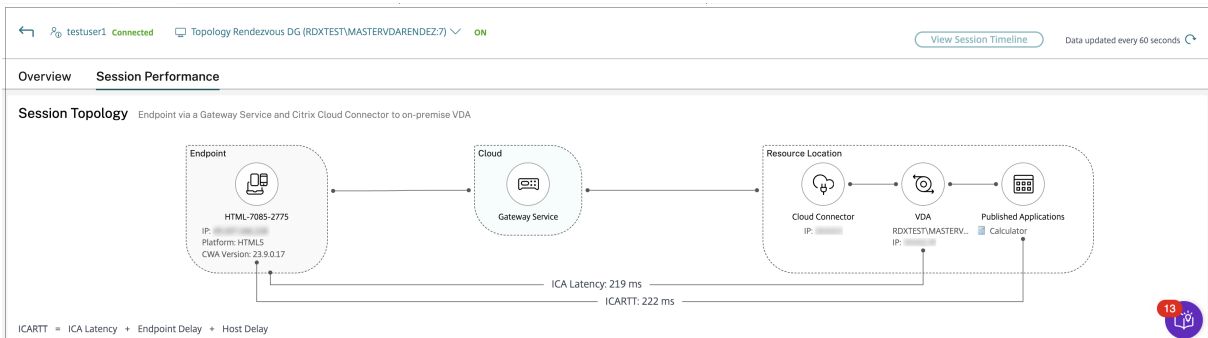 testuser1 Connected Topology Rendezvous DG (RDXTEST\MASTERVDARENDEZ:7) ON View Session Timeline Data updated every 60 seconds
Overview Session Performance
Session Topology Endpoint via a Gateway Service and Citrix Cloud Connector to on-premise VDA
Endpoint
HTML-7085-2775
IP:
Platform: HTML5
CWA Version: 23.9.0.17
Cloud
Gateway Service
Resource Location
Cloud Connector
IP:
VDA
RDXTEST\MASTERV...
IP:
Published Applications
Calculator
ICA Latency: 219 ms
ICARTT: 222 ms
ICARTT = ICA Latency + Endpoint Delay + Host Delay
13